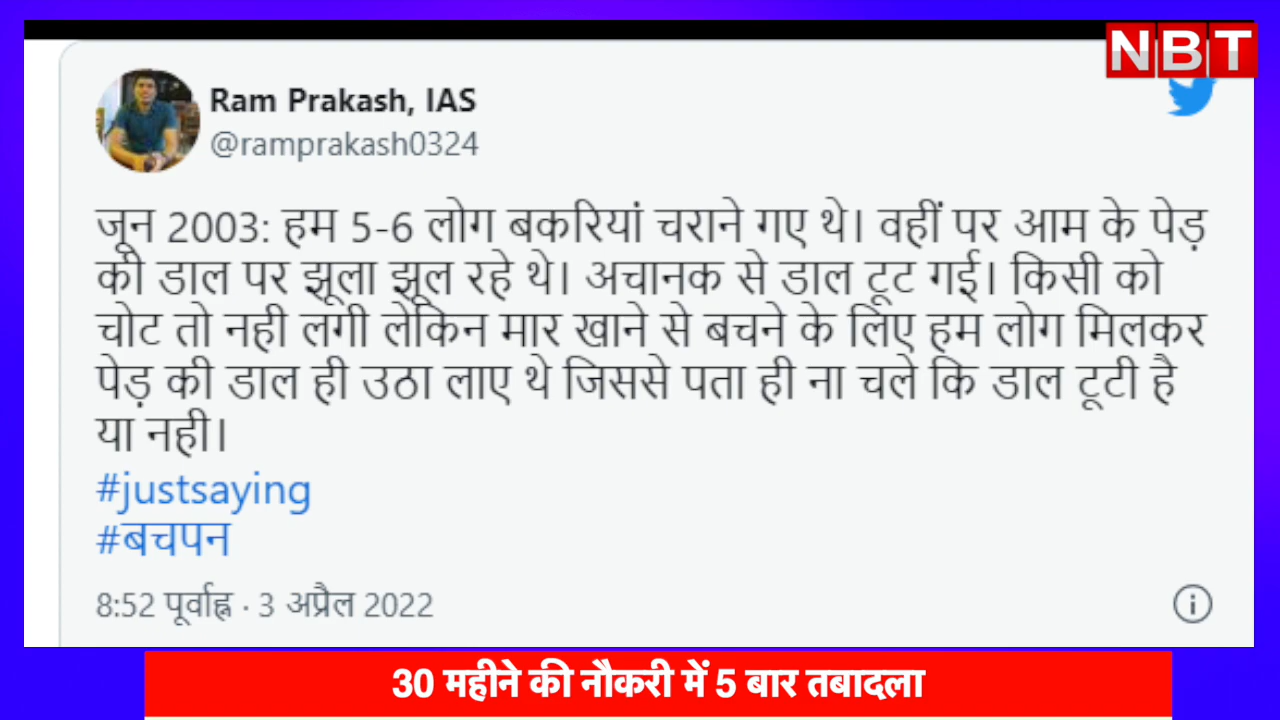 NBT
Ram Prakash, IAS
@ramprakash0324
जून 2003: हम 5-6 लोग बकरियां चराने गए थे। वहीं पर आम के पेड़
की डाल पर झूला झूल रहे थे। अचानक से डाल टूट गई। किसी को
चोट तो नही लगी लेकिन मार खाने से बचने के लिए हम लोग मिलकर
पेड़ की डाल ही उठा लाए थे जिससे पता ही ना चले कि डाल टूटी है
या नही।
#justsaying
#बचपन
8:52 पूर्वाह्न · 3 अप्रैल 2022
30 महीने की नौकरी में 5 बार तबादला